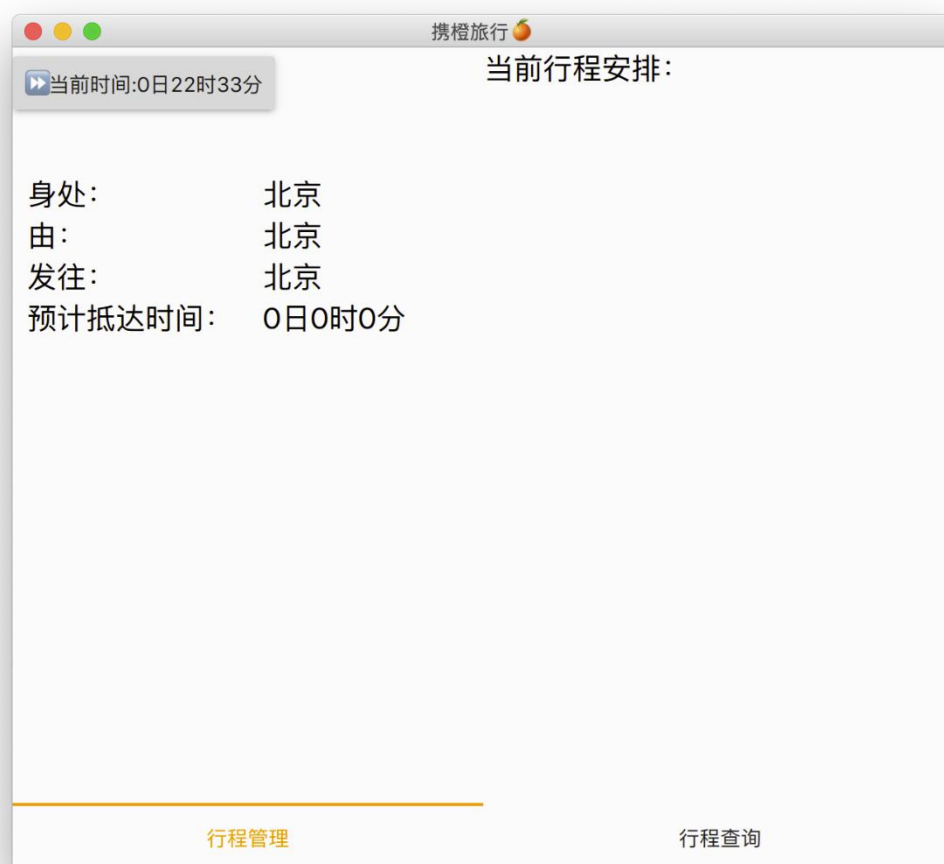 携橙旅行🍊
⏩当前时间:0日22时33分
当前行程安排：
身处： 北京
由： 北京
发往： 北京
预计抵达时间： 0日0时0分
行程管理 行程查询